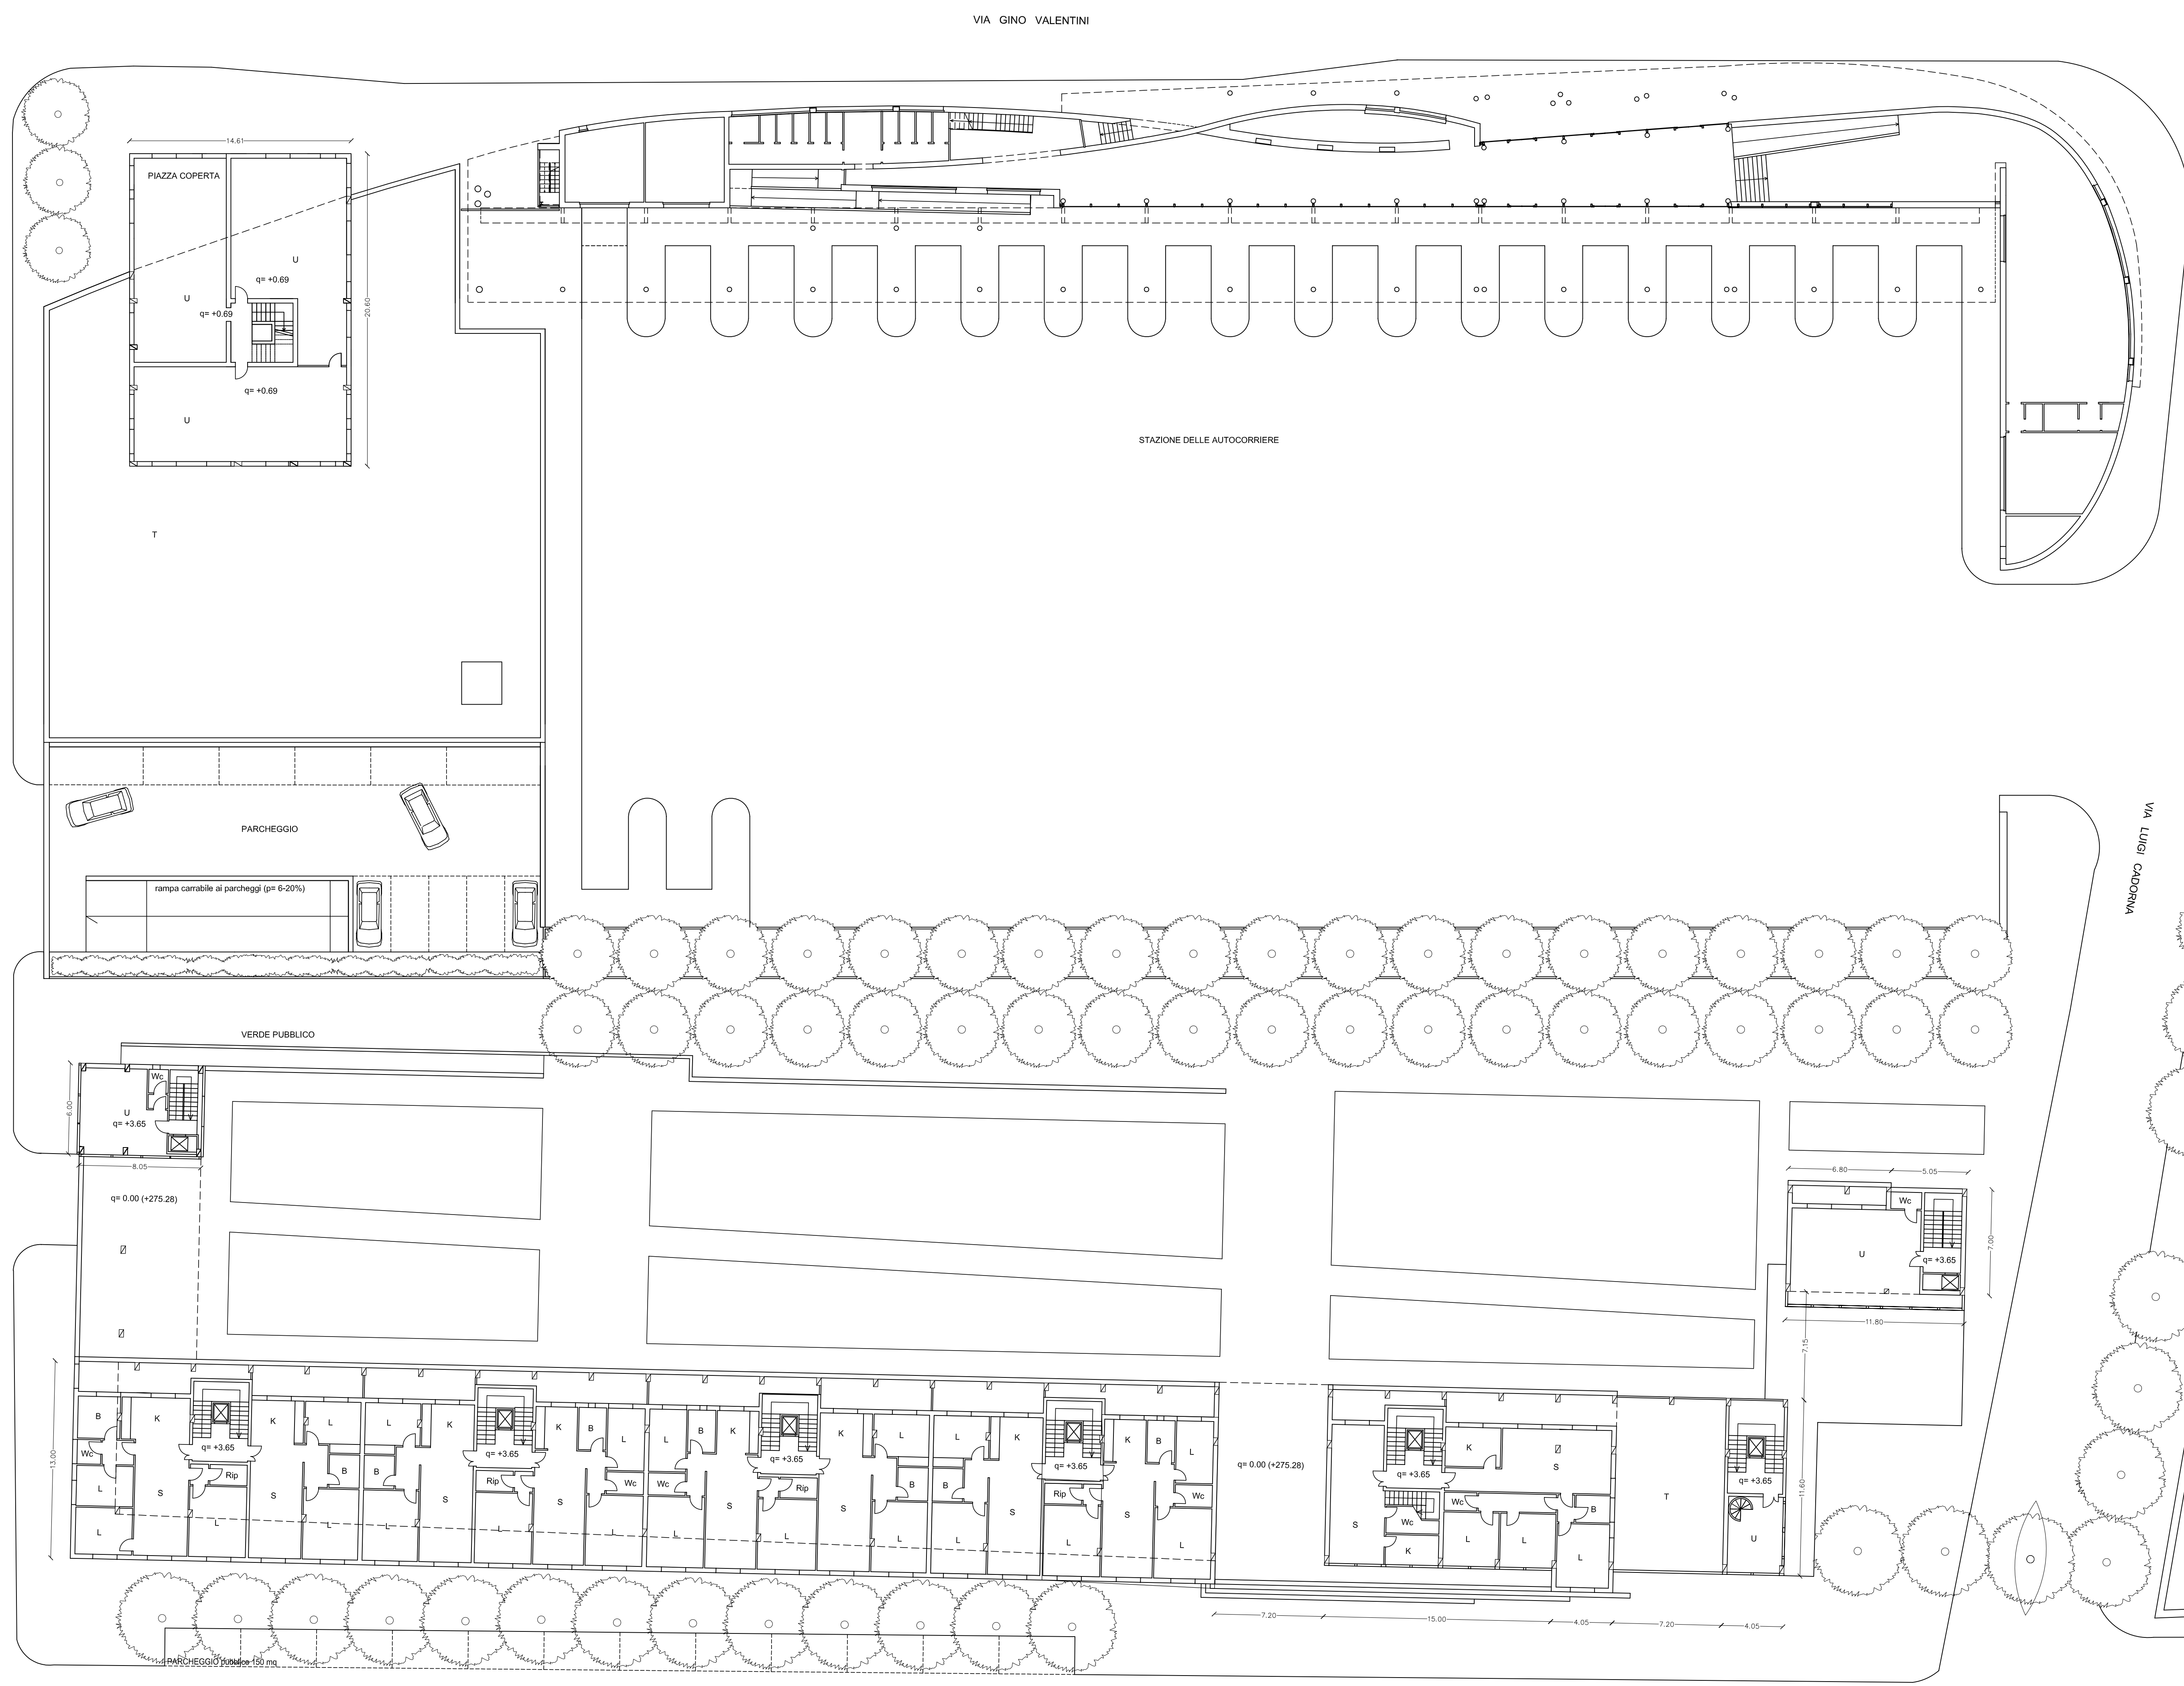 VIA GINO VALENTINI
14.61
PIAZZA COPERTA
U
q= +0.69
20.60
U
q= +0.69
q= +0.69
U
STAZIONE DELLE AUTOCORRIERE
T
PARCHEGGIO
VIA LUIGI CADORNA
rampa carrabile ai parcheggi (p= 6-20%)
VERDE PUBBLICO
Wc
6.00
U
q= +3.65
8.05
6.80
5.05
q= 0.00 (+275.28)
Wc
7.00
U
q= +3.65
11.80
7.15
B
K
K
L
L
K
K
B
L
L
B
K
K
L
L
K
K
B
L
q= +3.65
q= +3.65
q= +3.65
q= +3.65
Wc
Rip
B
B
Rip
Wc
Wc
Rip
B
B
Rip
Wc
13.00
L
S
S
S
S
S
S
S
S
L
L
L
L
L
L
L
L
L
L
L
L
q= 0.00 (+275.28)
K
S
q= +3.65
q= +3.65
Wc
B
T
11.60
S
Wc
K
L
L
L
U
7.20
15.00
4.05
7.20
4.05
PARCHEGGIO pubblico 150 mq